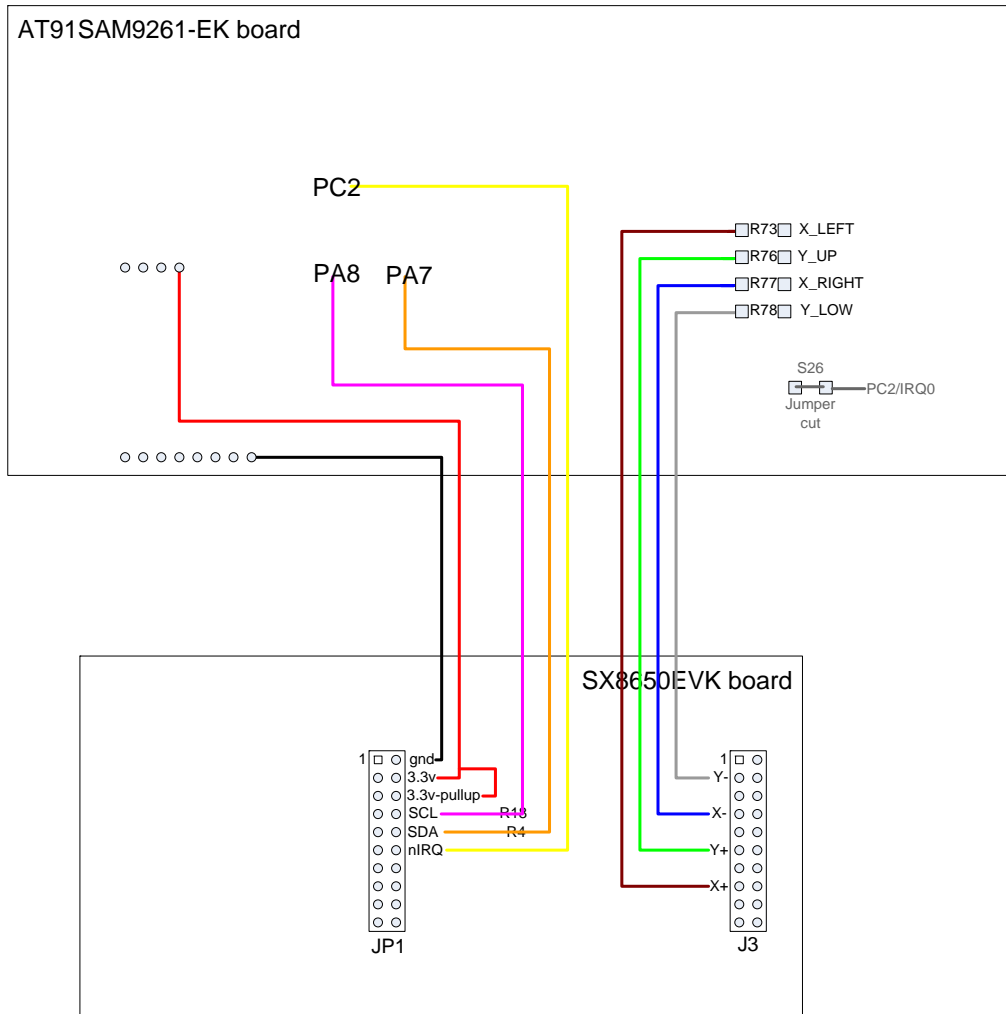 AT91SAM9261-EK board
PC2
PA8
PA7
R73 X_LEFT
R76 Y_UP
R77 X_RIGHT
R78 Y_LOW
S26
PC2/IRQ0
Jumper
cut
SX8650EVK board
1 gnd
3.3v
3.3v-pullup
SCL R18
SDA R4
nIRQ
JP1
1
Y-
X-
Y+
X+
J3